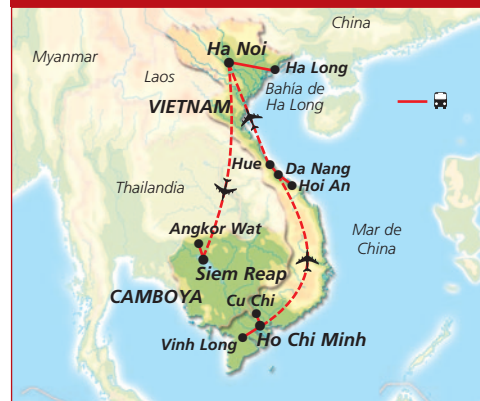 China
Myanmar
Ha Noi
Laos
Ha Long
Bahía de
Ha Long
VIETNAM
Hue
Da Nang
Hoi An
Thailandia
Angkor Wat
Mar de
China
Siem Reap
CAMBOYA
Cu Chi
Vinh Long
Ho Chi Minh